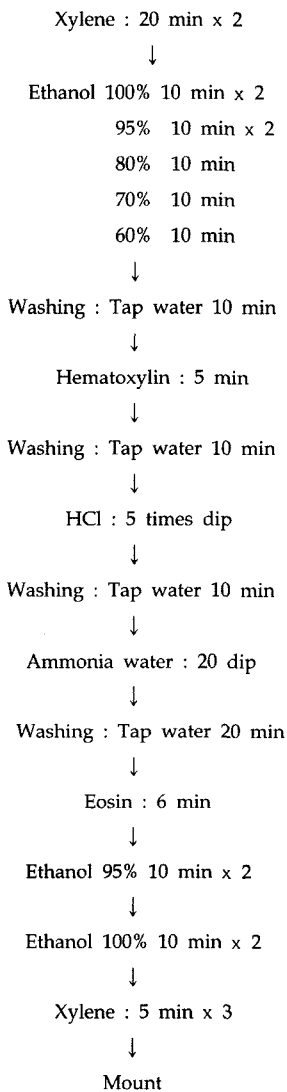 Xylene : 20 min x 2
↓
Ethanol 100% 10 min x 2
95% 10 min x 2
80% 10 min
70% 10 min
60% 10 min
↓
Washing : Tap water 10 min
↓
Hematoxylin : 5 min
↓
Washing : Tap water 10 min
↓
HCl : 5 times dip
↓
Washing : Tap water 10 min
↓
Ammonia water : 20 dip
↓
Washing : Tap water 20 min
↓
Eosin : 6 min
↓
Ethanol 95% 10 min x 2
↓
Ethanol 100% 10 min x 2
↓
Xylene : 5 min x 3
↓
Mount